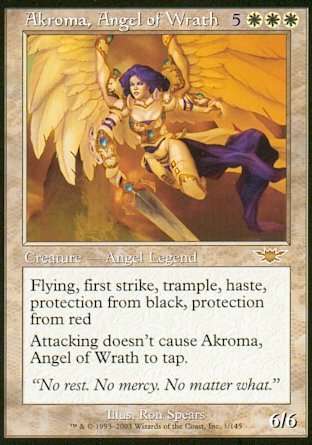 Akroma, Angel of Wrath 5
Creature — Angel Legend
Flying, first strike, trample, haste,
protection from black, protection
from red
Attacking doesn't cause Akroma,
Angel of Wrath to tap.
“No rest. No mercy. No matter what.”
Illus. Ron Spears
™ & © 1993-2003 Wizards of the Coast, Inc. 1/145
6/6